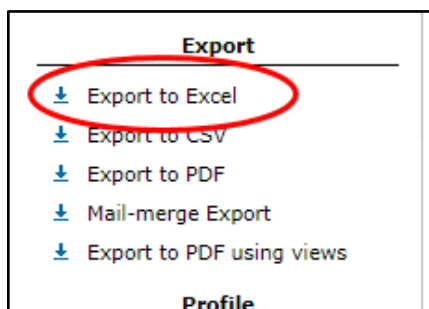 Export
Export to Excel
Export to CSV
Export to PDF
Mail-merge Export
Export to PDF using views
Profile